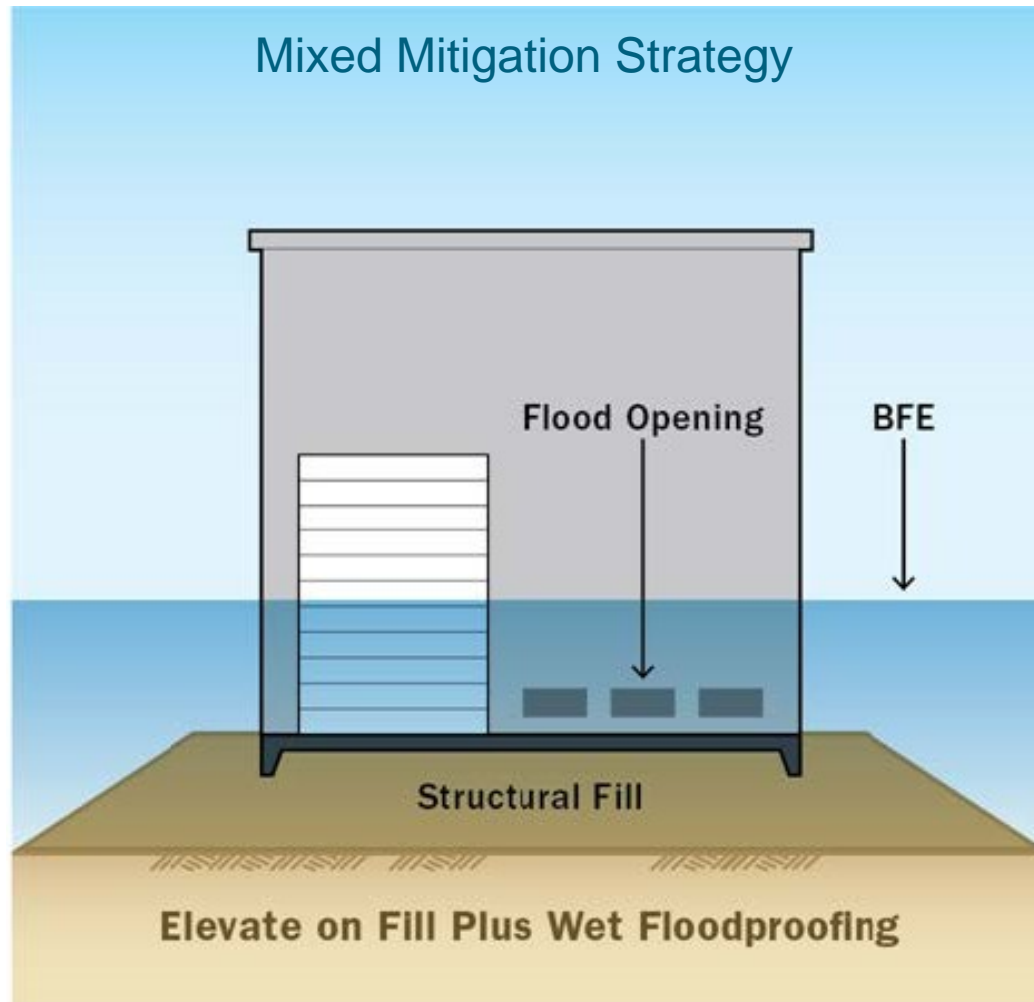 Mixed Mitigation Strategy
Flood Opening
BFE
Structural Fill
Elevate on Fill Plus Wet Floodproofing